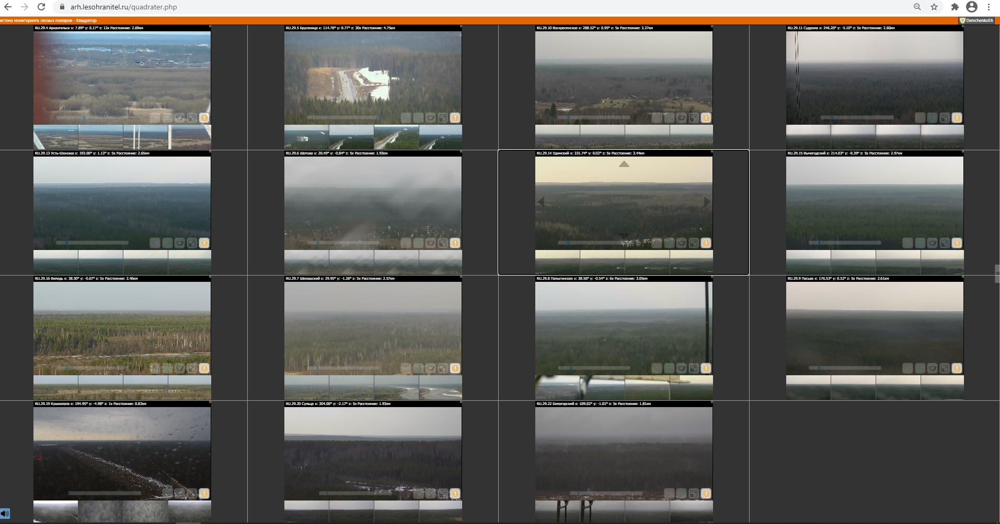 arh.lesohranitel.ru/quadrater.php
истема мониторинга лесных пожаров - Квадратор
DemchenkoEA
RU.29.4 Архангельск x: 7.89° y: 0.17° z: 12x Расстояние: 2.69км
RU.29.5 Брусеница x: 114.78° y: 0.77° z: 30x Расстояние: 4.75км
RU.29.10 Воскресенское x: 288.52° y: 0.95° z: 5x Расстояние: 3.27км
RU.29.11 Судрома x: 246.20° y: -5.10° z: 5x Расстояние: 2.60км
RU.29.13 Усть-Шоноша x: 193.00° y: 1.13° z: 5x Расстояние: 2.65км
RU.29.6 Шотова x: 20.49° y: -0.84° z: 5x Расстояние: 1.93км
RU.29.14 Удимский x: 331.74° y: 0.02° z: 5x Расстояние: 3.44км
RU.29.15 Вычегодский x: 214.03° y: -0.39° z: 5x Расстояние: 2.97км
RU.29.16 Виледь x: 38.50° y: -0.67° z: 5x Расстояние: 2.46км
RU.29.7 Шелашский x: 29.95° y: -1.26° z: 5x Расстояние: 2.57км
RU.29.8 Палыгинская x: 38.56° y: -0.54° z: 6x Расстояние: 3.05км
RU.29.9 Пасьва x: 176.53° y: 0.52° z: 5x Расстояние: 2.61км
RU.29.19 Кушкопала x: 194.95° y: -4.98° z: 1x Расстояние: 0.83км
RU.29.20 Сульца x: 304.00° y: -2.17° z: 5x Расстояние: 1.93км
RU.29.22 Белогорский x: 109.02° y: -1.01° z: 5x Расстояние: 1.81км